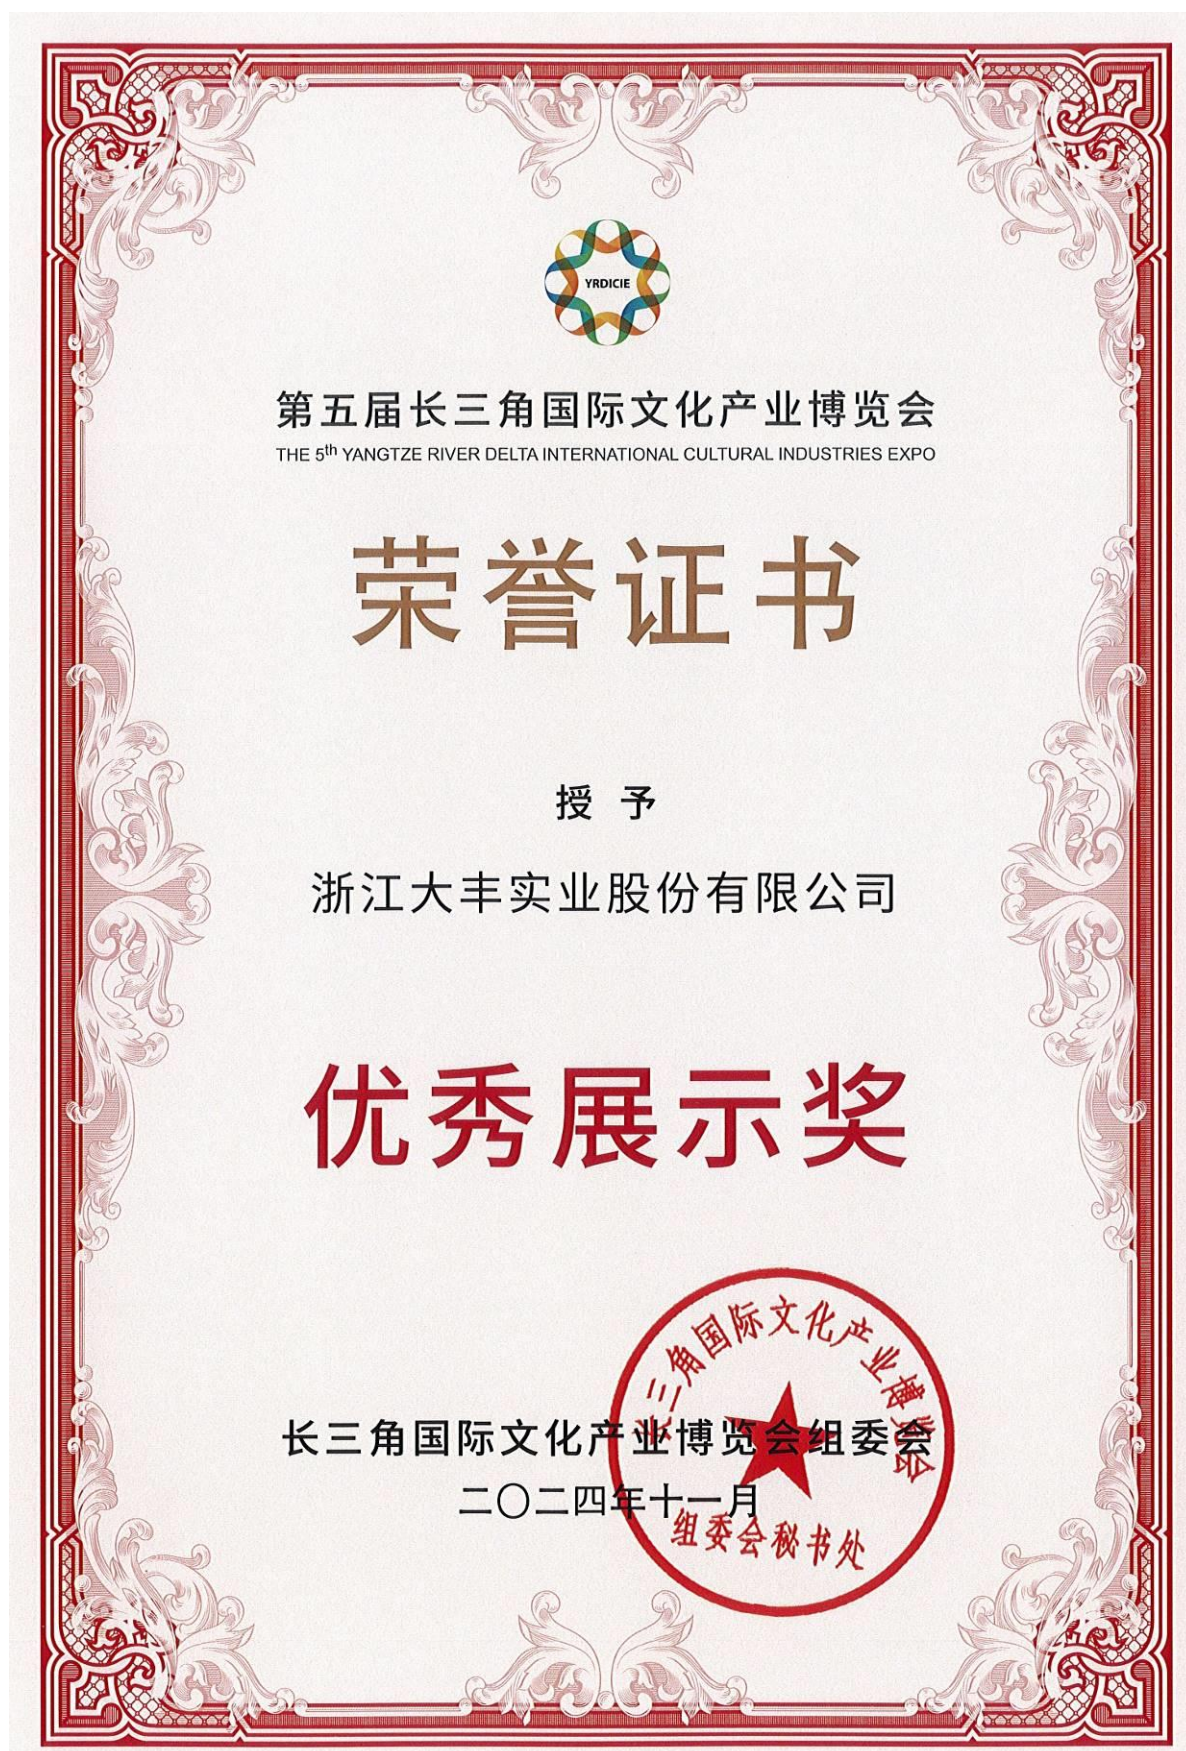 YRDICIE
第五届长三角国际文化产业博览会
THE 5th YANGTZE RIVER DELTA INTERNATIONAL CULTURAL INDUSTRIES EXPO
荣誉证书
授予
浙江大丰实业股份有限公司
优秀展示奖
长三角国际文化产业博览会组委会
二〇二四年十一月
长三角国际文化产业博览会
组委会秘书处